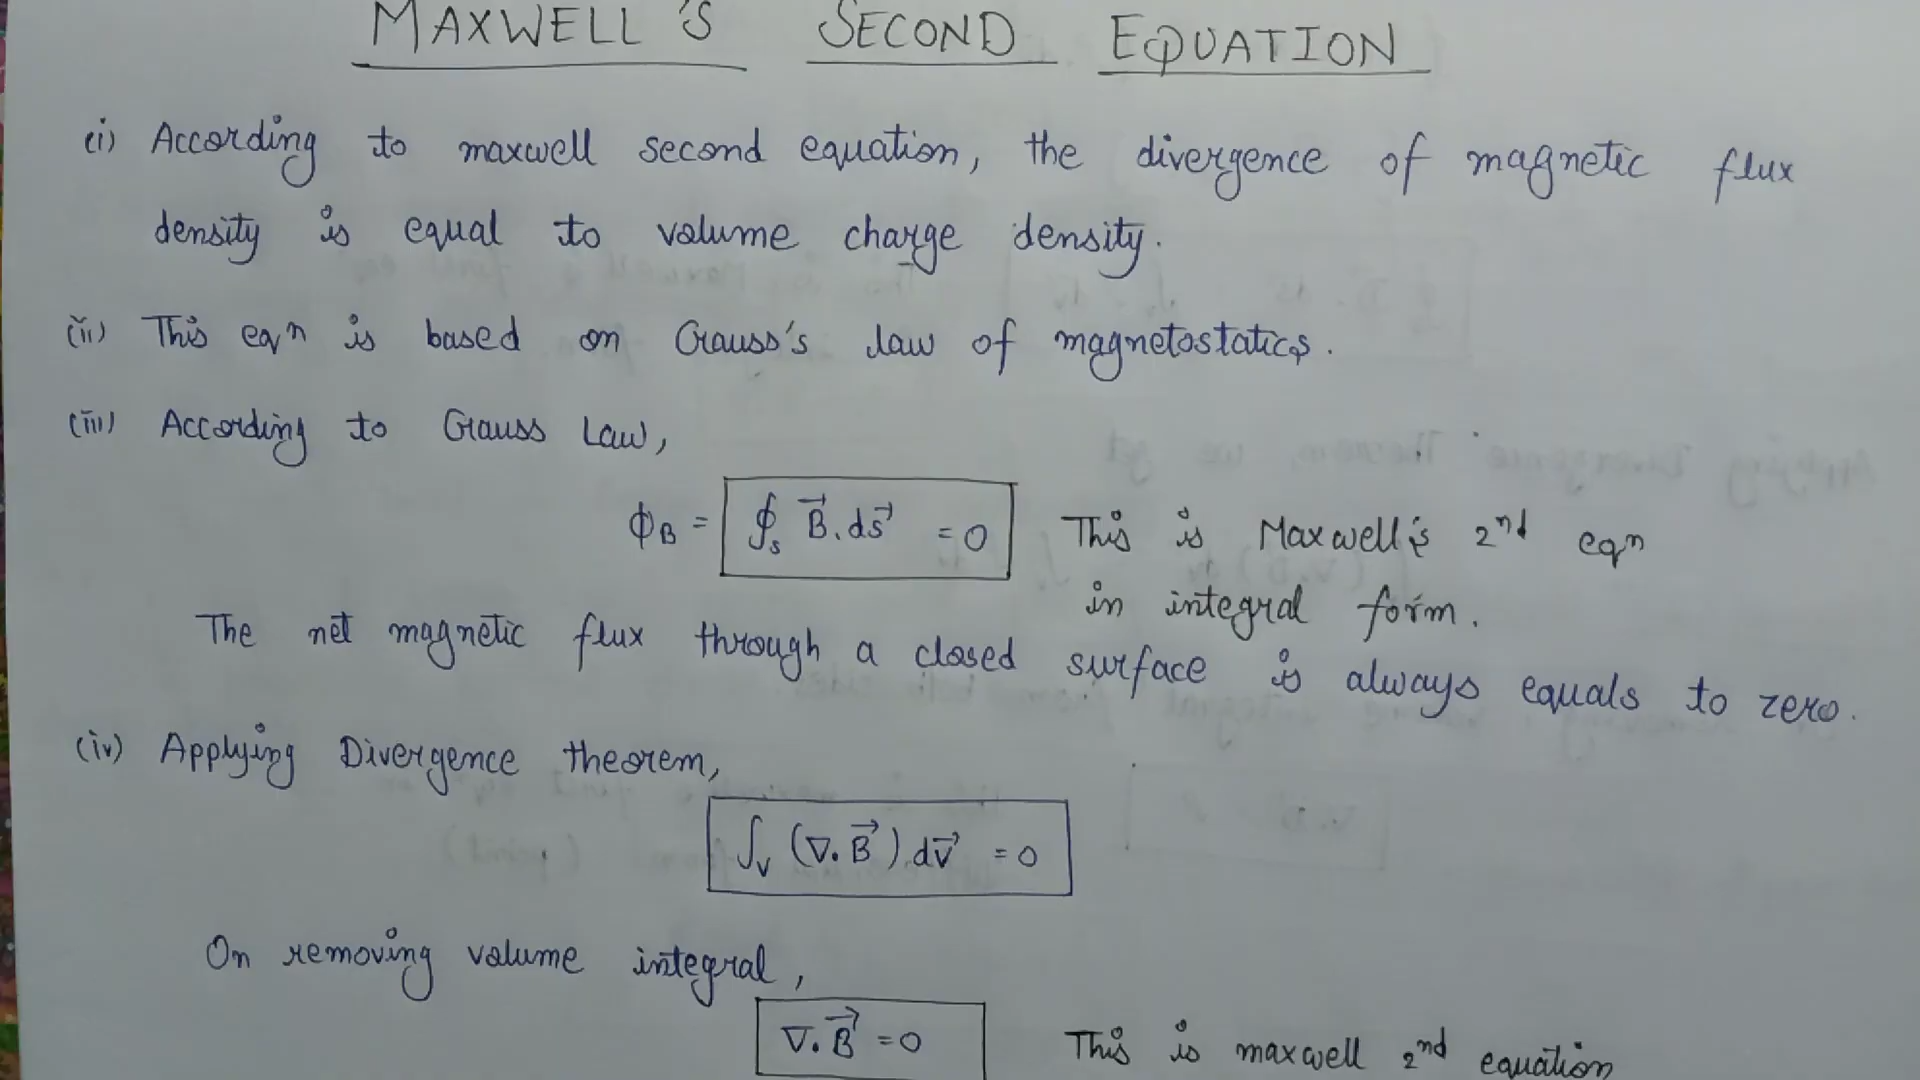 MAXWELL'S SECOND EQUATION
(i) According to maxwell second equation, the divergence of magnetic flux
density is equal to volume charge density.
(ii) This eqn is based on Gauss's law of magnetostatics.
(iii) According to Gauss Law,
ΦB = ∮s B⃗.ds⃗ = 0 This is Maxwell's 2nd eqn
in integral form.
The net magnetic flux through a closed surface is always equals to zero.
(iv) Applying Divergence theorem,
∫v (∇.B⃗).dv⃗ = 0
On removing volume integral,
∇.B⃗ = 0 This is maxwell 2nd equation